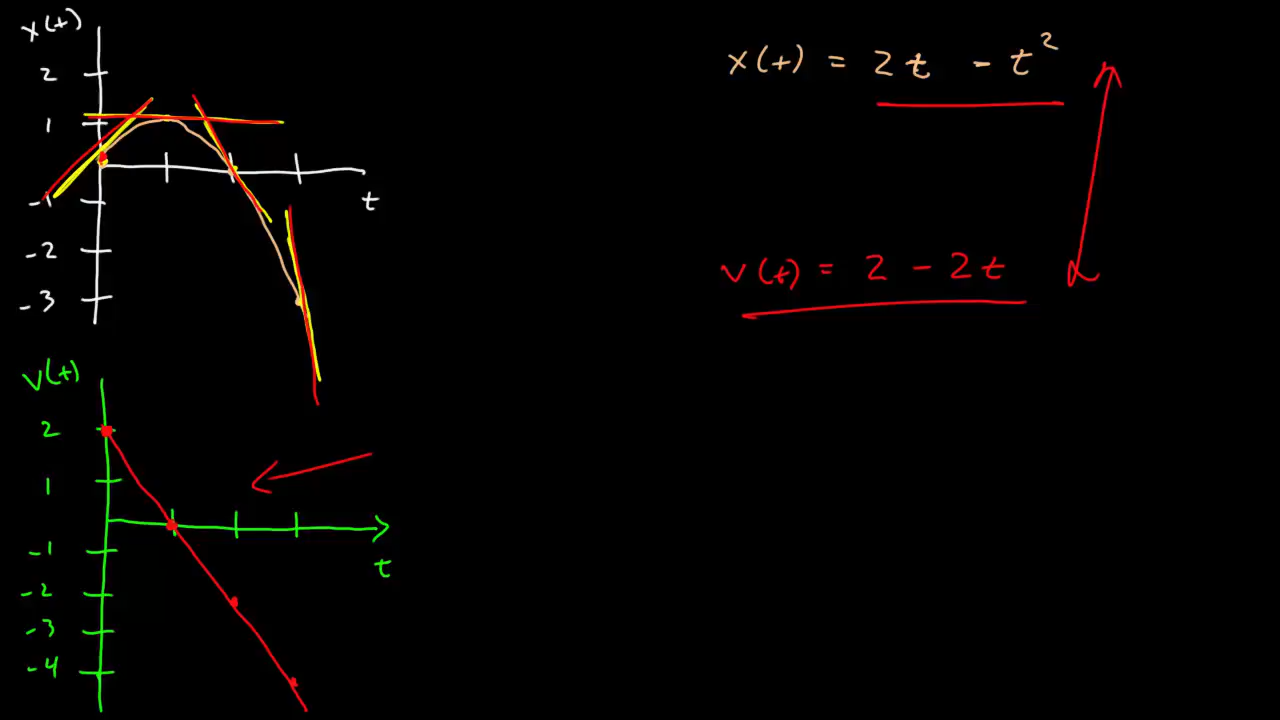 x(t)
2
1
-1
-2
-3
t
x(t) = 2t - t²
v(t) = 2 - 2t
v(t)
2
1
-1
-2
-3
-4
t